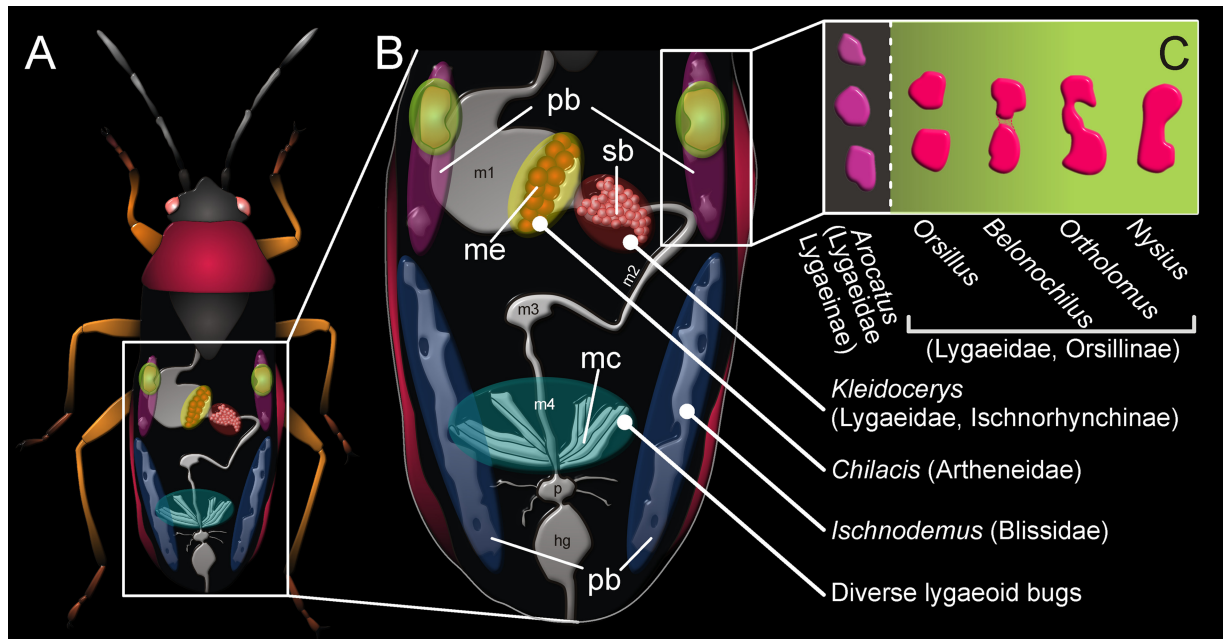 A
B
C
pb
m1
sb
me
m2
m3
mc
m4
p
hg
pb
Arocatus
(Lygaeidae
Lygaeinae)
Orsillus
Belonochilus
Ortholomus
Nysius
(Lygaeidae, Orsillinae)
Kleidocerys
(Lygaeidae, Ischnorhynchinae)
Chilacis (Artheneidae)
Ischnodemus (Blissidae)
Diverse lygaeoid bugs